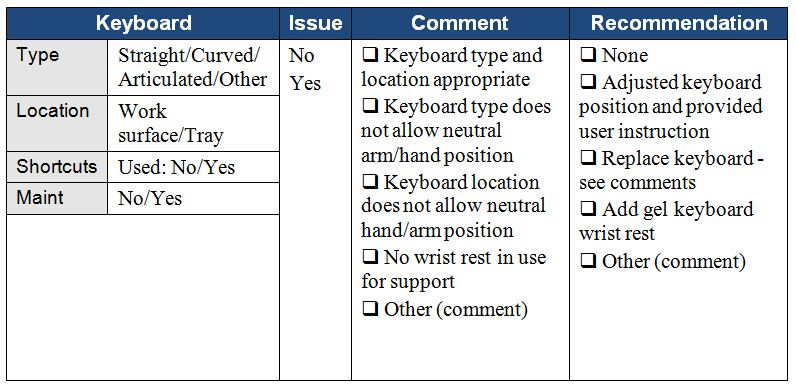 Keyboard
Issue
Comment
Recommendation
Type
Straight/Curved/
Articulated/Other
Location
Work
surface/Tray
Shortcuts
Used: No/Yes
Maint
No/Yes
No
Yes
❑ Keyboard type and
location appropriate
❑ Keyboard type does
not allow neutral
arm/hand position
❑ Keyboard location
does not allow neutral
hand/arm position
❑ No wrist rest in use
for support
❑ Other (comment)
❑ None
❑ Adjusted keyboard
position and provided
user instruction
❑ Replace keyboard -
see comments
❑ Add gel keyboard
wrist rest
❑ Other (comment)